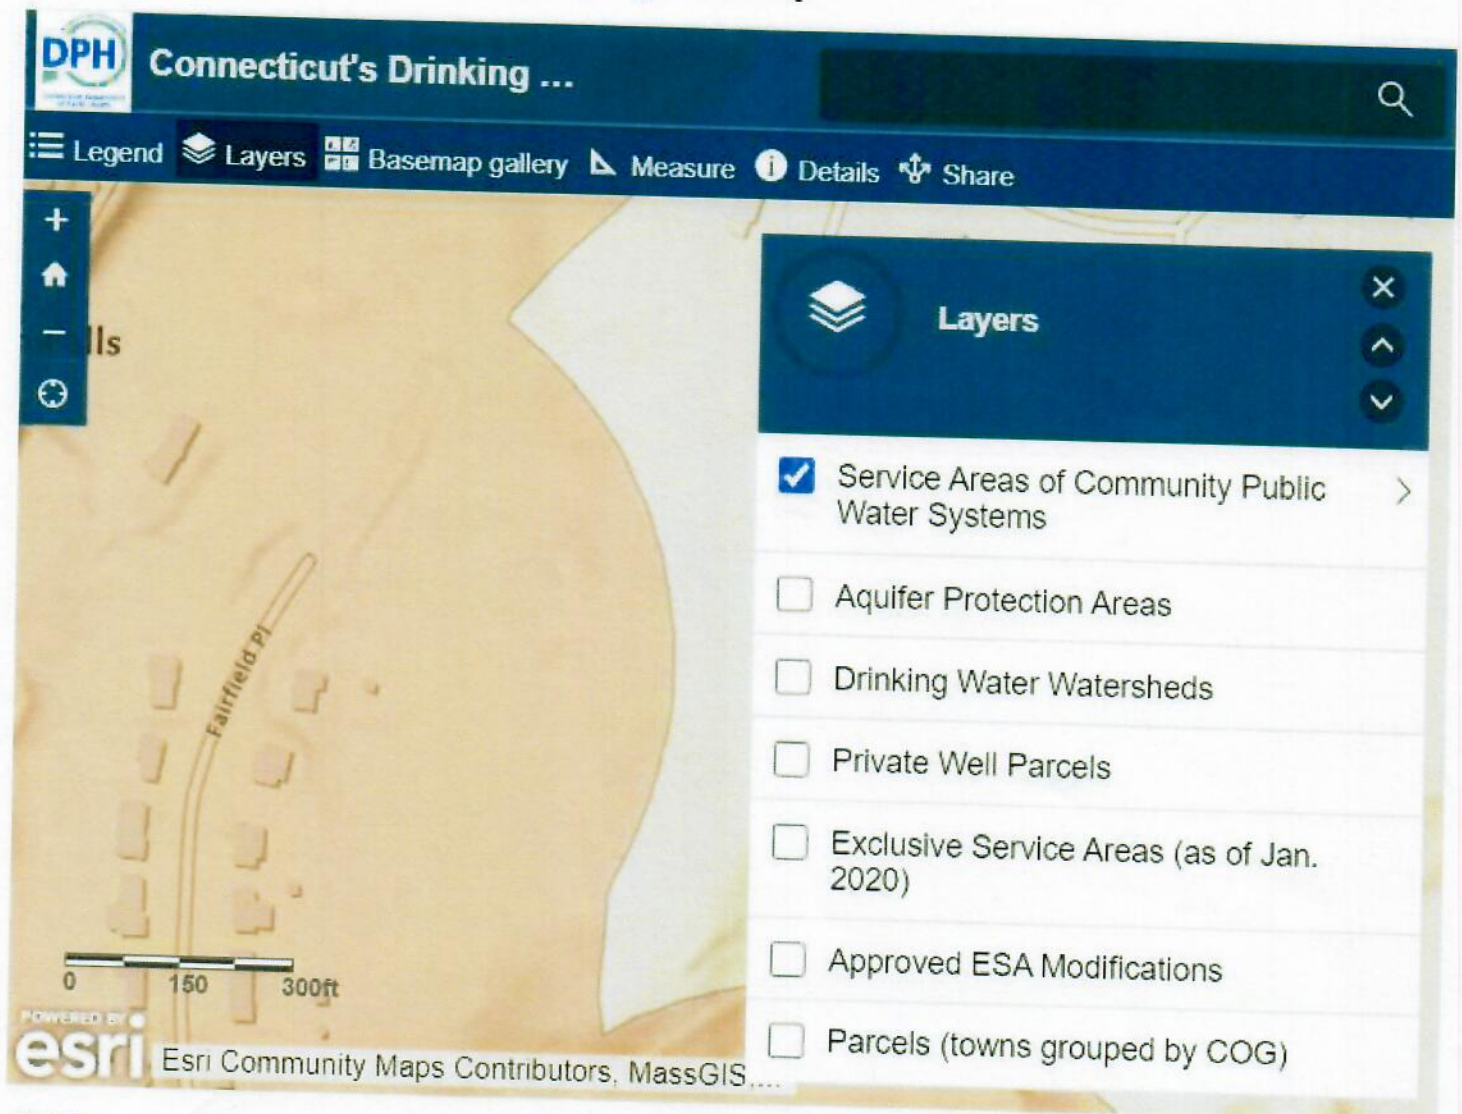 DPH
Connecticut's Drinking ...
Legend
Layers
Basemap gallery
Measure
Details
Share
lls
Layers
Service Areas of Community Public
Water Systems
Aquifer Protection Areas
Drinking Water Watersheds
Private Well Parcels
Exclusive Service Areas (as of Jan.
2020)
Approved ESA Modifications
Parcels (towns grouped by COG)
Fairfield Pl
0 150 300ft
POWERED BY
esri
Esri Community Maps Contributors, MassGIS,...